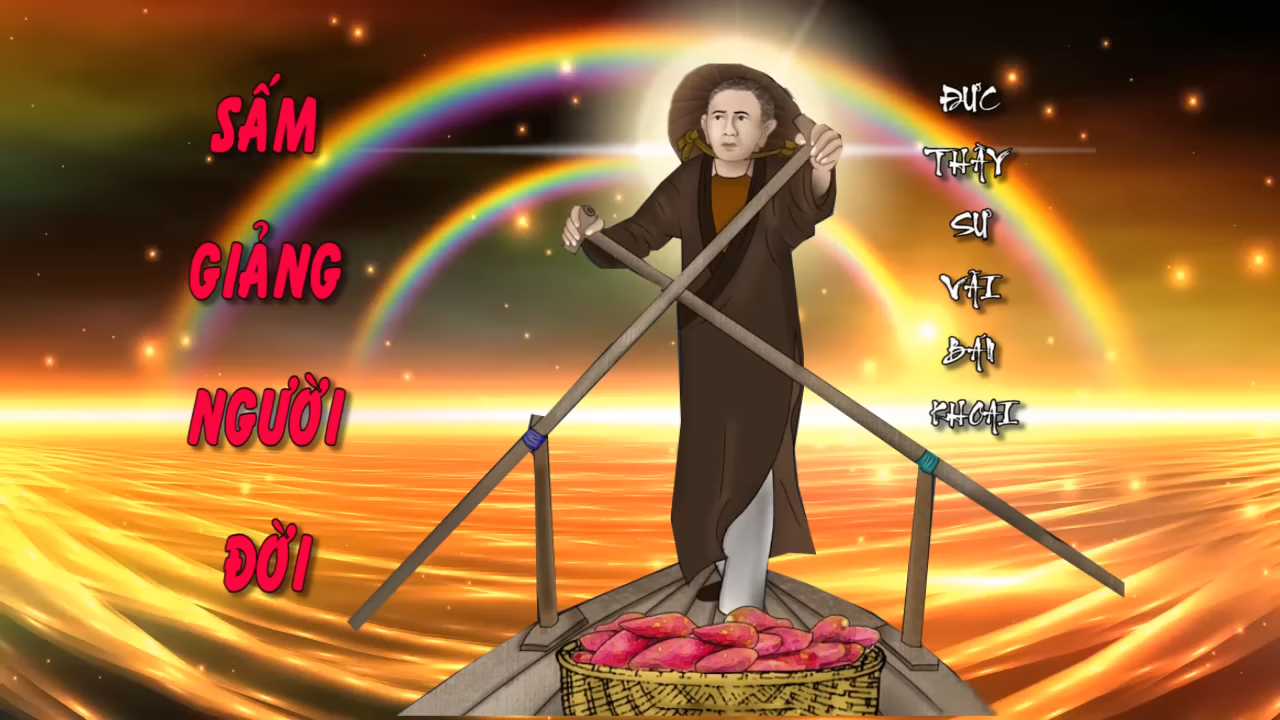 SẤM
GIẢNG
NGƯỜI
ĐỜI
ĐỨC
THẦY
SƯ
VÃI
BÁN
KHOAI